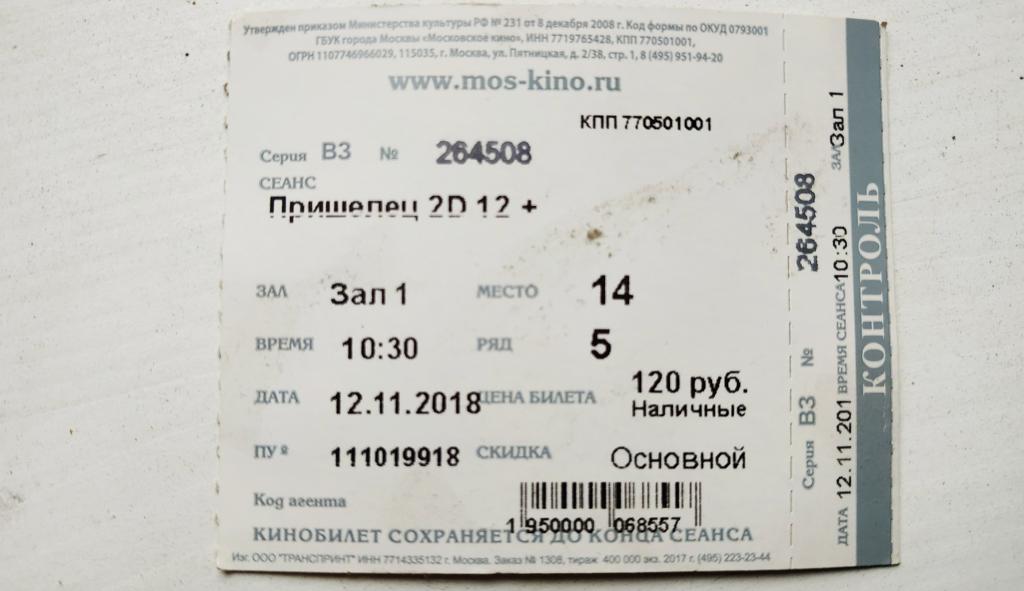 Утвержден приказом Министерства культуры РФ № 231 от 8 декабря 2008 г. Код формы по ОКУД 0793001
ГБУК города Москвы «Московское кино», ИНН 7719765428, КПП 770501001,
ОГРН 1107746966029, 115035, г. Москва, ул. Пятницкая, д. 2/38, стр. 1, 8 (495) 951-94-20
www.mos-kino.ru
КПП 770501001
Серия ВЗ № 264508
СЕАНС
Пришелец 2D 12 +
ЗАЛ Зал 1 МЕСТО 14
ВРЕМЯ 10:30 РЯД 5
ДАТА 12.11.2018 ЦЕНА БИЛЕТА 120 руб.
Наличные
ПУ № 111019918 СКИДКА Основной
Код агента
1 950000 068557
КИНОБИЛЕТ СОХРАНЯЕТСЯ ДО КОНЦА СЕАНСА
Изг. ООО "ТРАНСПРИНТ" ИНН 7714335132 г. Москва. Заказ № 1308, тираж 400 000 экз. 2017 г. (495) 223-23-44
Серия ВЗ № 264508
ДАТА 12.11.201 ВРЕМЯ СЕАНСА 10:30 ЗАЛ Зал 1
КОНТРОЛЬ